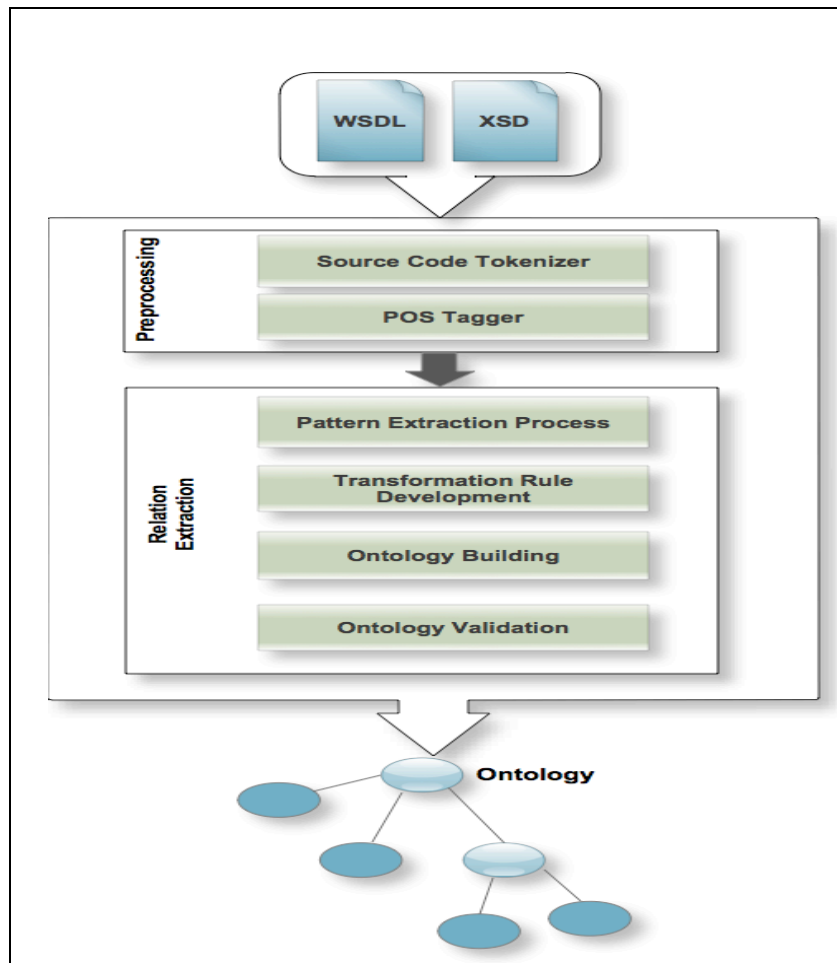 WSDL
XSD
Preprocessing
Source Code Tokenizer
POS Tagger
Relation
Extraction
Pattern Extraction Process
Transformation Rule
Development
Ontology Building
Ontology Validation
Ontology